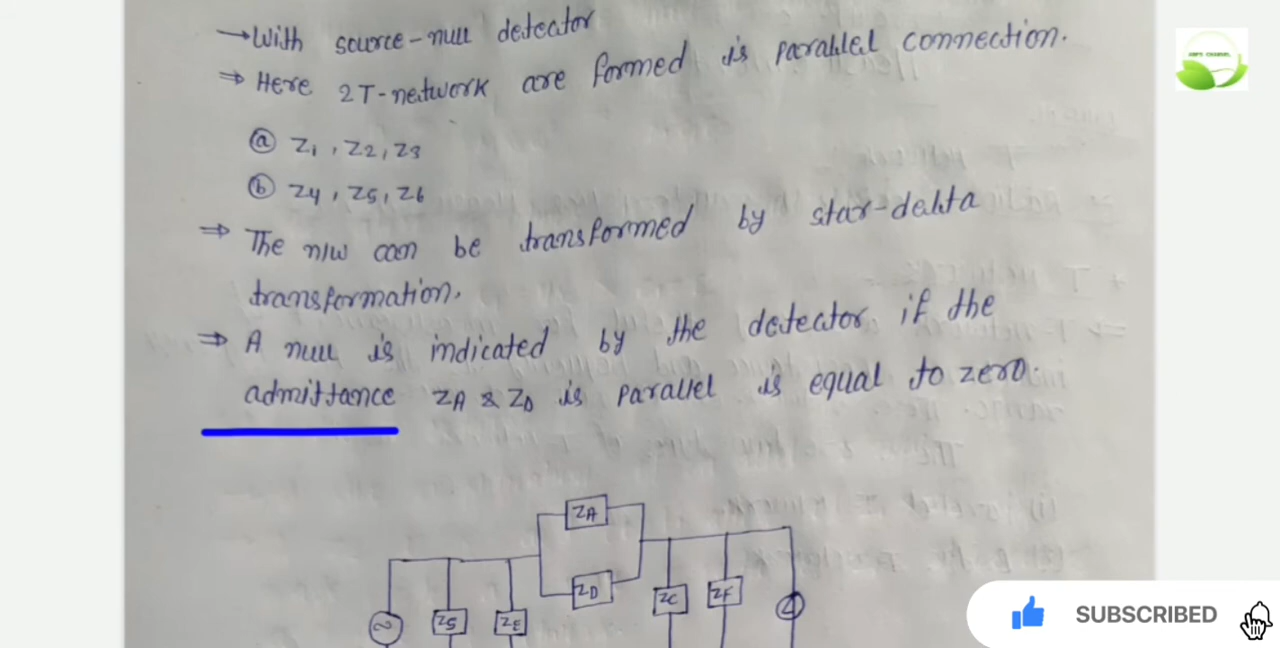 →With source-null detector
⇒ Here 2T-network are formed is parallel connection.
ⓐ Z1, Z2, Z3
ⓑ Z4, Z5, Z6
⇒ The n/w can be transformed by star-delta
transformation.
⇒ A null is indicated by the detector if the
admittance ZA & ZD is parallel is equal to zero.
ZA
ZD
ZC
ZF
ZE
SUBSCRIBED